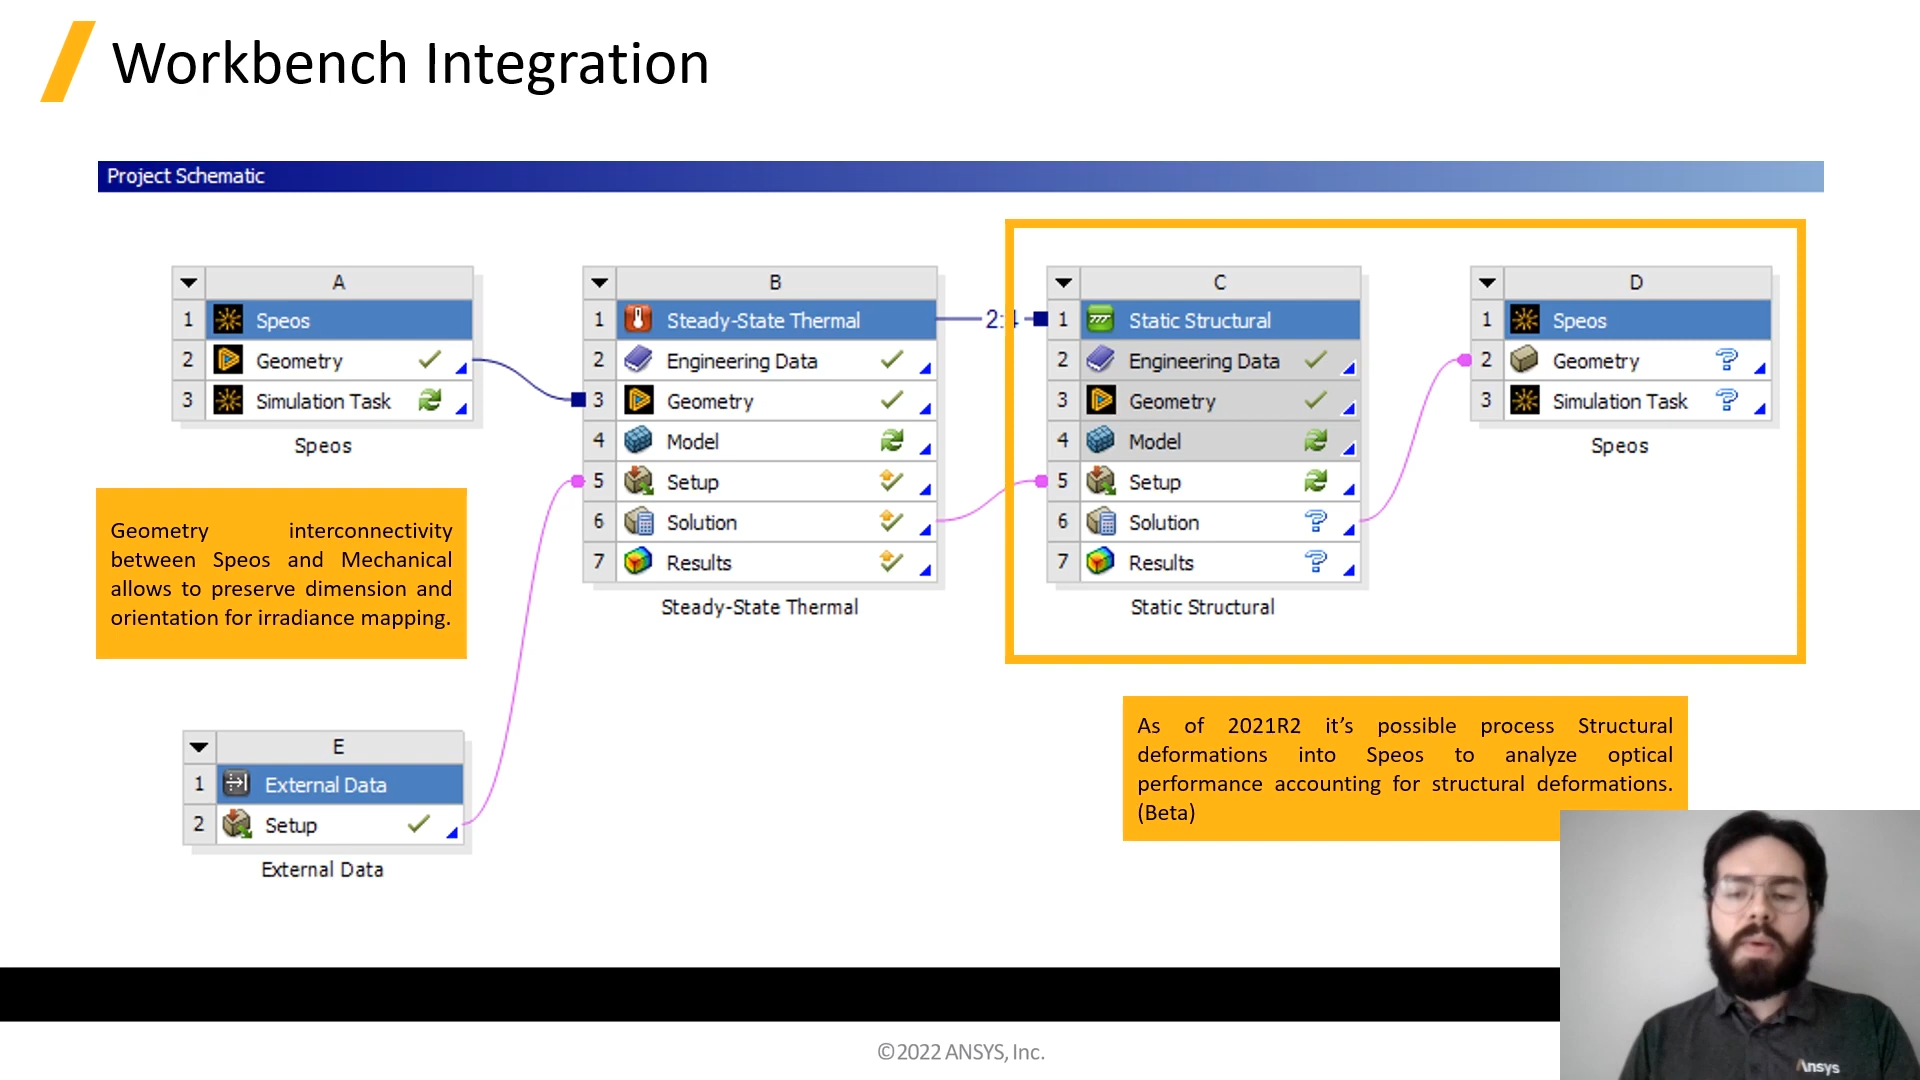 Workbench Integration
Project Schematic
A
1 Speos
2 Geometry
3 Simulation Task
Speos
B
1 Steady-State Thermal
2 Engineering Data
3 Geometry
4 Model
5 Setup
6 Solution
7 Results
Steady-State Thermal
2:4
C
1 Static Structural
2 Engineering Data
3 Geometry
4 Model
5 Setup
6 Solution
7 Results
Static Structural
D
1 Speos
2 Geometry
3 Simulation Task
Speos
Geometry interconnectivity
between Speos and Mechanical
allows to preserve dimension and
orientation for irradiance mapping.
E
1 External Data
2 Setup
External Data
As of 2021R2 it’s possible process Structural
deformations into Speos to analyze optical
performance accounting for structural deformations.
(Beta)
©2022 ANSYS, Inc.
Ansys